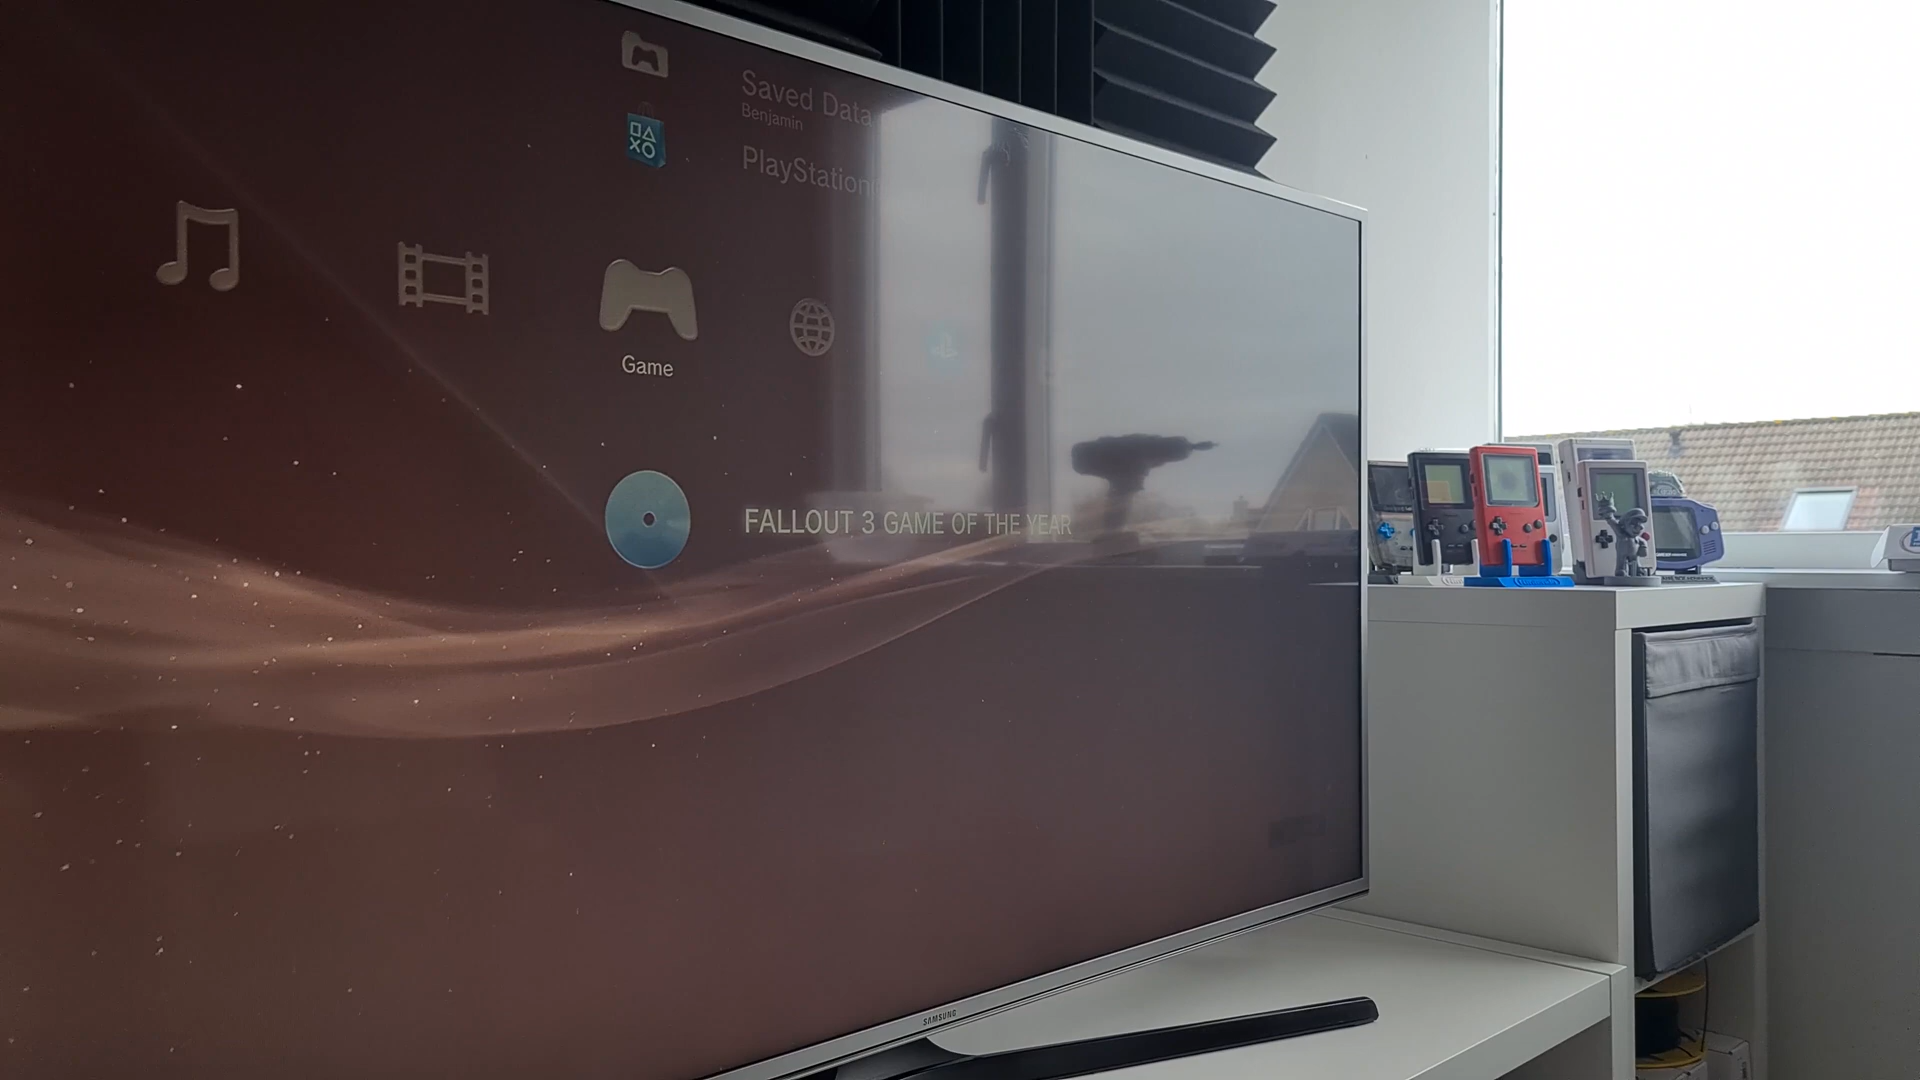 Saved Data
Benjamin
PlayStation
Game
FALLOUT 3 GAME OF THE YEAR
SAMSUNG